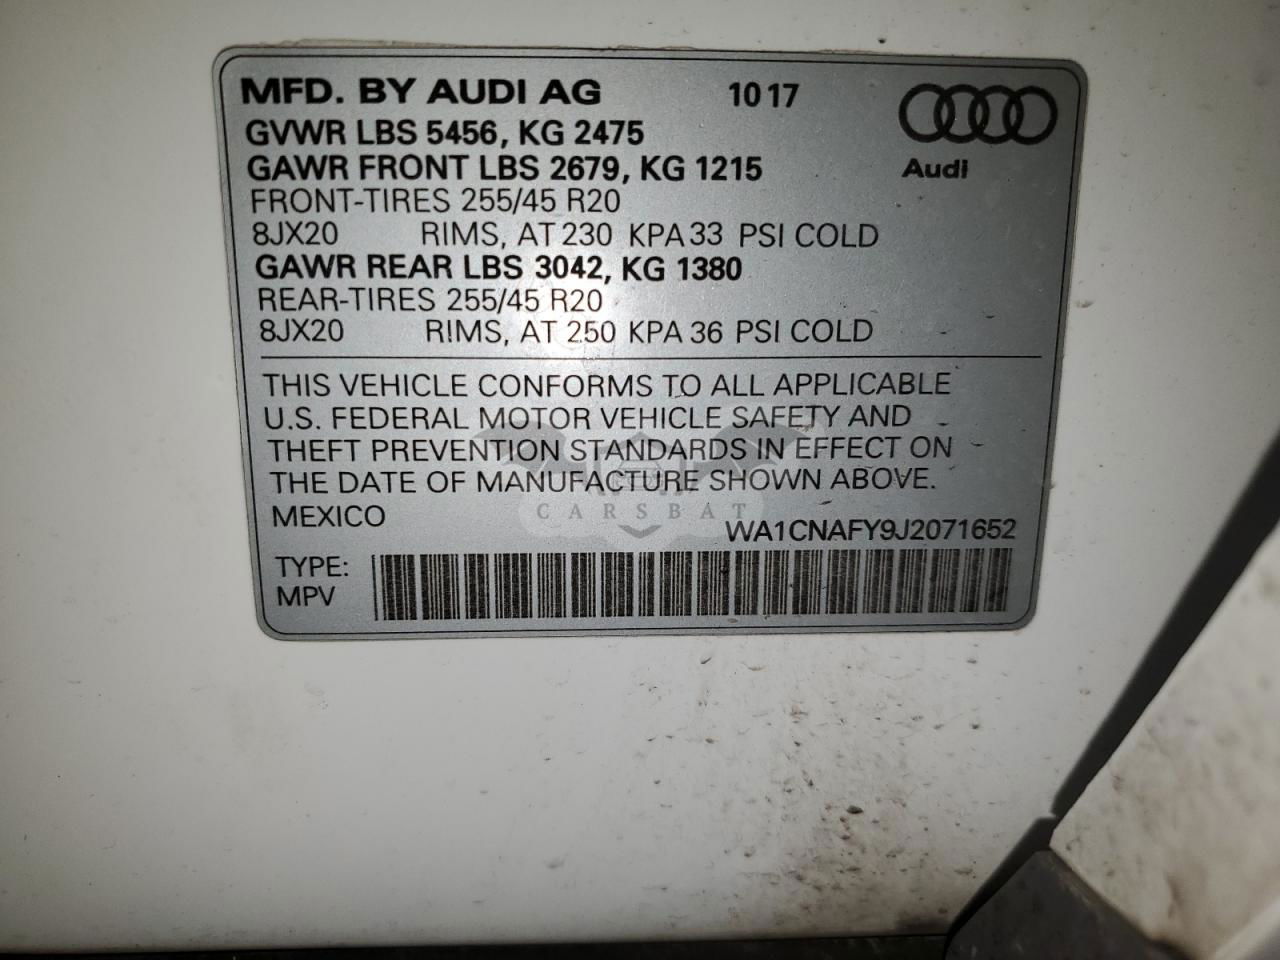 MFD. BY AUDI AG 10 17
GVWR LBS 5456, KG 2475
GAWR FRONT LBS 2679, KG 1215
Audi
FRONT-TIRES 255/45 R20
8JX20 RIMS, AT 230 KPA 33 PSI COLD
GAWR REAR LBS 3042, KG 1380
REAR-TIRES 255/45 R20
8JX20 RIMS, AT 250 KPA 36 PSI COLD
THIS VEHICLE CONFORMS TO ALL APPLICABLE
U.S. FEDERAL MOTOR VEHICLE SAFETY AND
THEFT PREVENTION STANDARDS IN EFFECT ON
THE DATE OF MANUFACTURE SHOWN ABOVE.
CARSBAT
MEXICO
WA1CNAFY9J2071652
TYPE:
MPV